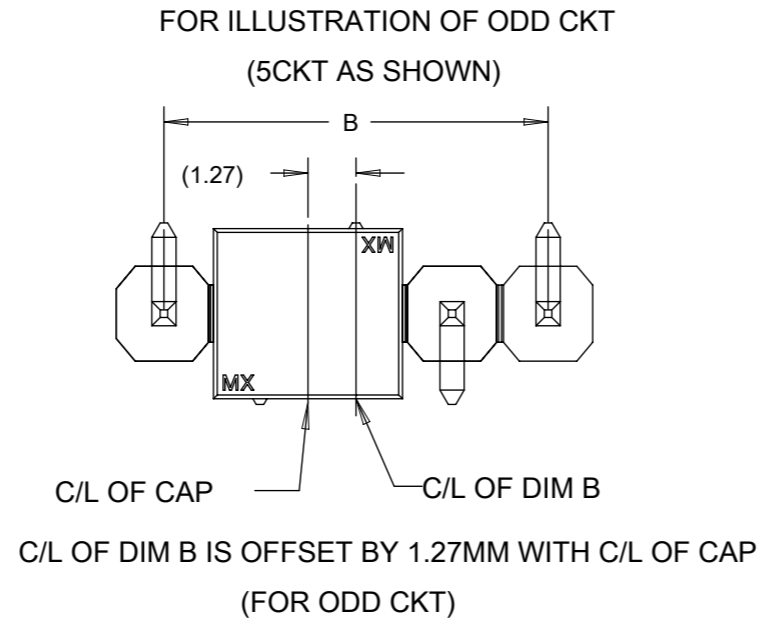 FOR ILLUSTRATION OF ODD CKT
(5CKT AS SHOWN)
B
(1.27)
MX
MX
C/L OF CAP
C/L OF DIM B
C/L OF DIM B IS OFFSET BY 1.27MM WITH C/L OF CAP
(FOR ODD CKT)